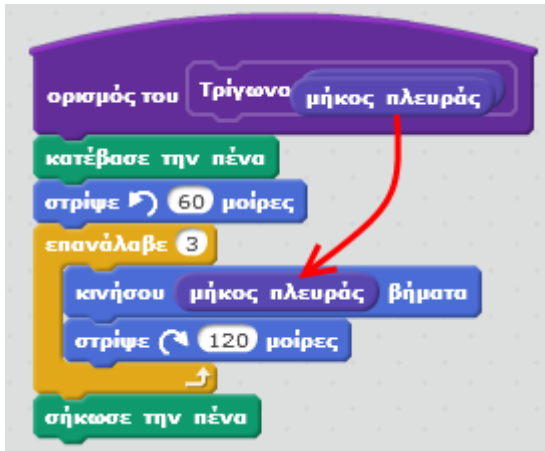 ορισμός του Τρίγωνο μήκος πλευράς
κατέβασε την πένα
στρίψε 60 μοίρες
επανάλαβε 3
κινήσου μήκος πλευράς βήματα
στρίψε 120 μοίρες
σήκωσε την πένα